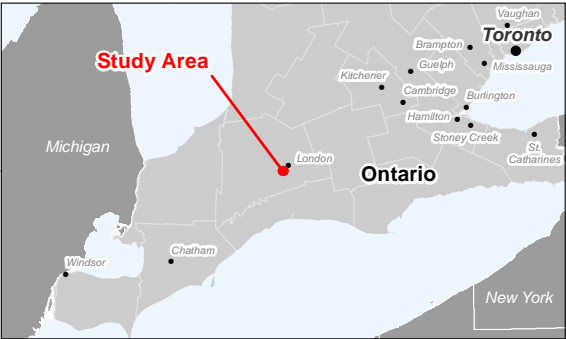 Vaughan
Toronto
Brampton
Study Area
Guelph
Mississauga
Kitchener
Cambridge
Burlington
Hamilton
Stoney Creek
Michigan
St.
Catharines
London
Ontario
Chatham
Windsor
New York